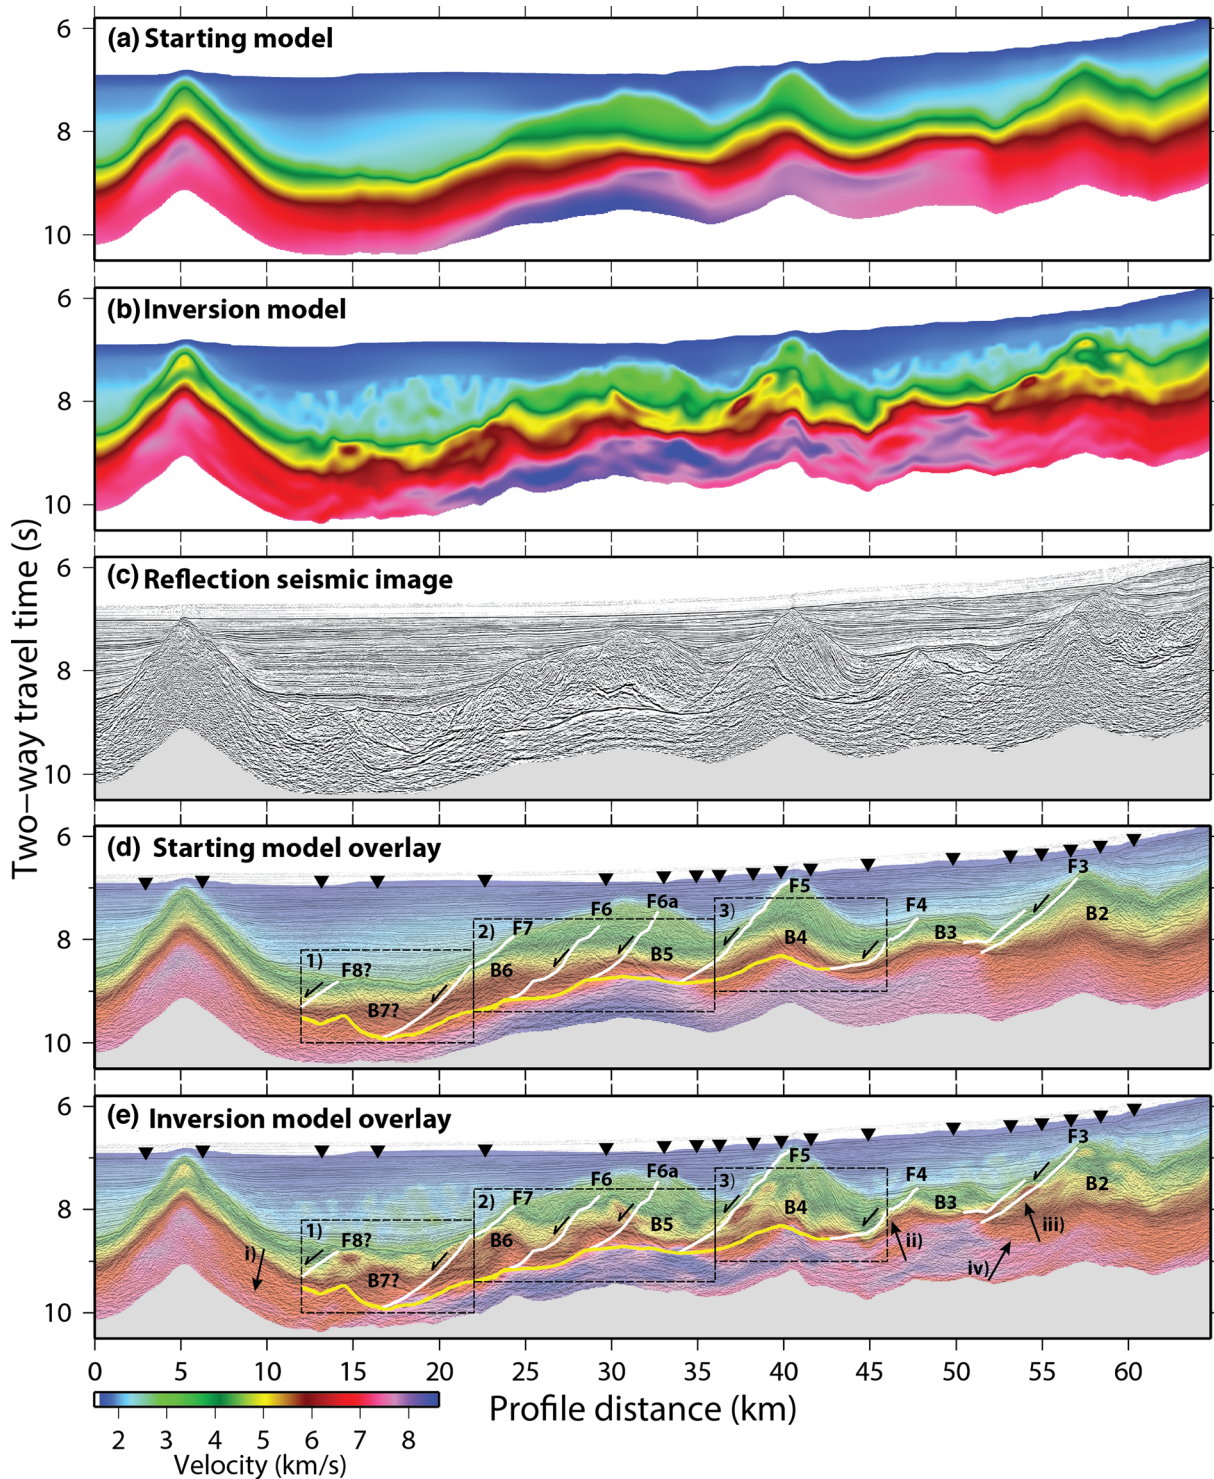 (a) Starting model
6
8
10
(b) Inversion model
6
8
10
(c) Reflection seismic image
6
8
10
Two-way travel time (s)
(d) Starting model overlay
6
8
10
1) F8? B7? F7 2) B6 F6 F6a B5 3) F5 B4 F4 B3 F3 B2
(e) Inversion model overlay
6
8
10
i) 1) F8? B7? F7 2) B6 F6 F6a B5 3) F5 B4 F4 ii) B3 iv) iii) F3 B2
0 5 10 15 20 25 30 35 40 45 50 55 60
Profile distance (km)
2 3 4 5 6 7 8
Velocity (km/s)